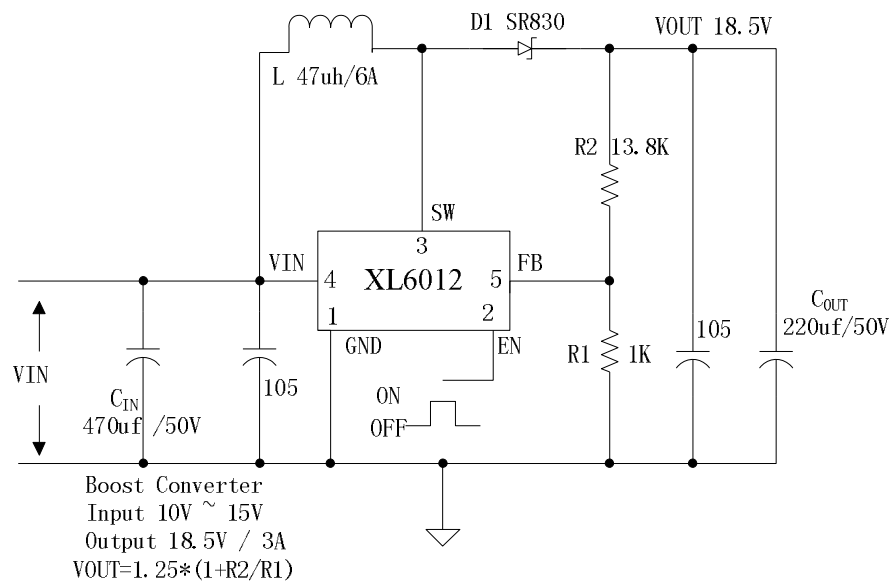 D1 SR830
VOUT 18.5V
L 47uh/6A
R2 13.8K
SW
3
VIN
4
XL6012
5
FB
1
2
GND
EN
R1
1K
105
COUT
220uf/50V
VIN
CIN
470uf /50V
105
ON
OFF
Boost Converter
Input 10V ~ 15V
Output 18.5V / 3A
VOUT=1.25*(1+R2/R1)